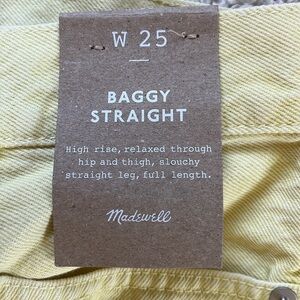 W 25
BAGGY
STRAIGHT
High rise, relaxed through
hip and thigh, slouchy
straight leg, full length.
Madewell